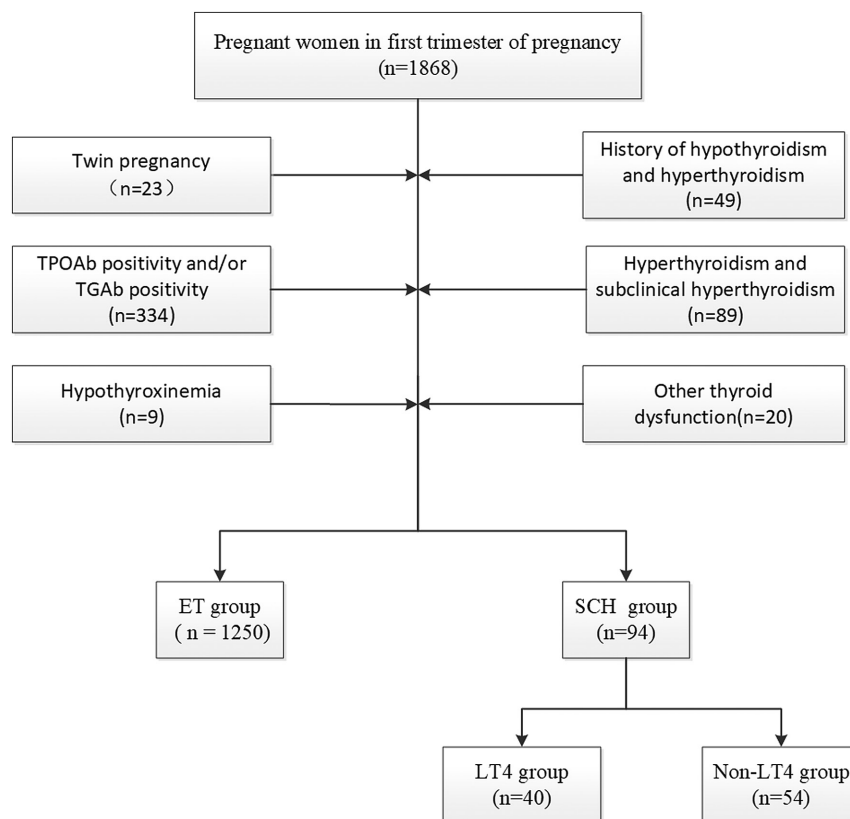 Pregnant women in first trimester of pregnancy
(n=1868)
Twin pregnancy
（n=23）
History of hypothyroidism
and hyperthyroidism
(n=49)
TPOAb positivity and/or
TGAb positivity
(n=334)
Hyperthyroidism and
subclinical hyperthyroidism
(n=89)
Hypothyroxinemia
(n=9)
Other thyroid
dysfunction(n=20)
ET group
( n = 1250)
SCH group
(n=94)
LT4 group
(n=40)
Non-LT4 group
(n=54)